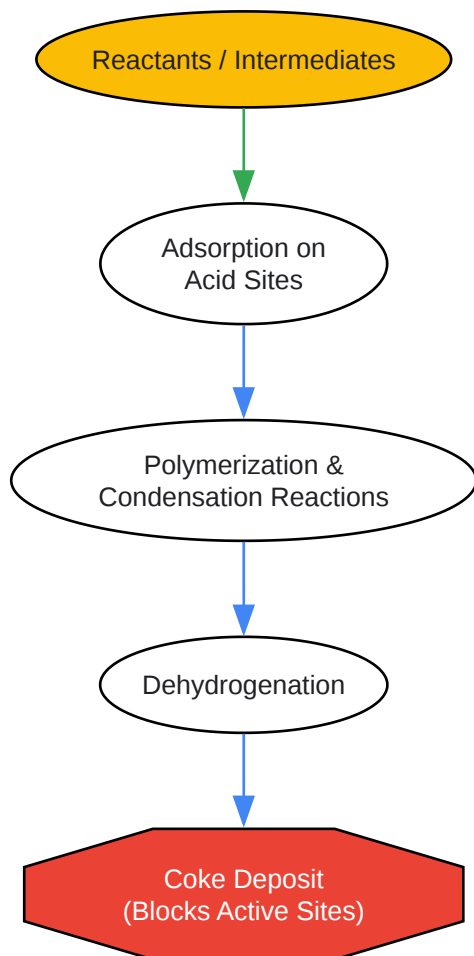 Reactants / Intermediates
Adsorption on
Acid Sites
Polymerization &
Condensation Reactions
Dehydrogenation
Coke Deposit
(Blocks Active Sites)